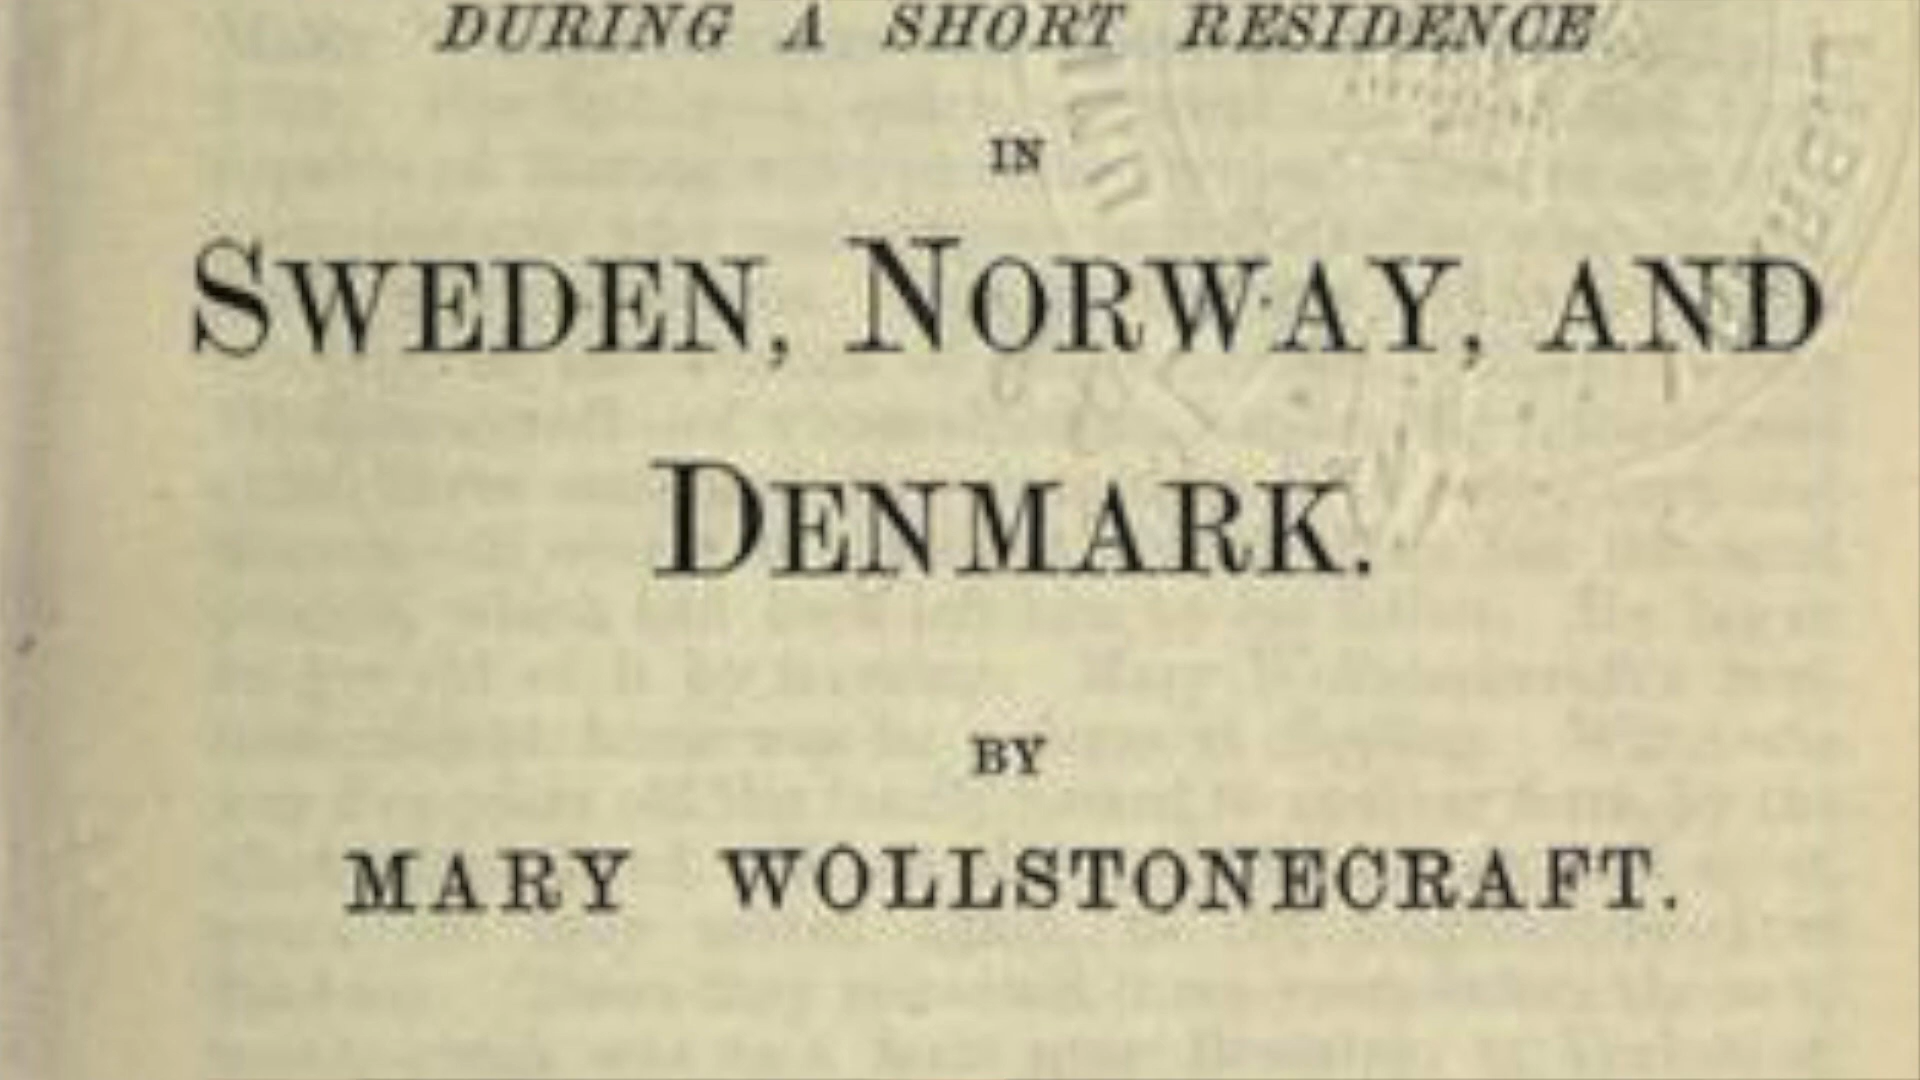 DURING A SHORT RESIDENCE
IN
SWEDEN, NORWAY, AND
DENMARK.
BY
MARY WOLLSTONECRAFT.